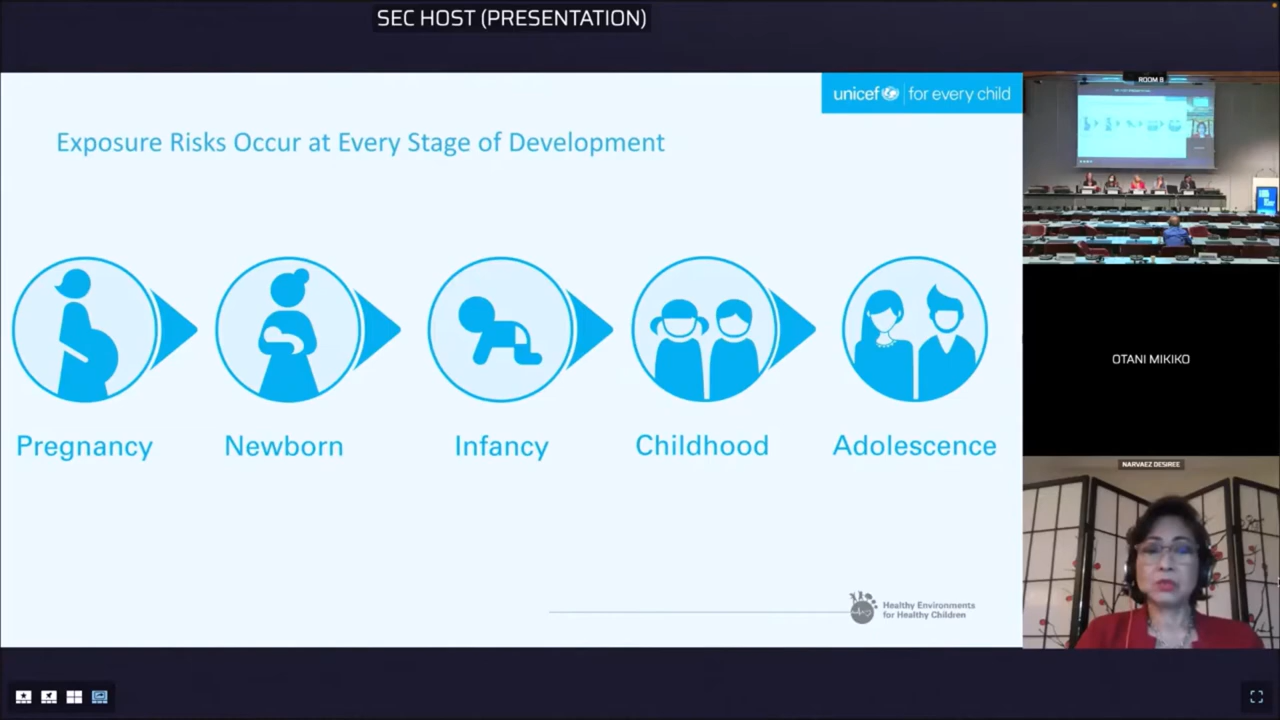 SEC HOST (PRESENTATION)
unicef for every child
ROOM B
Exposure Risks Occur at Every Stage of Development
OTANI MIKIKO
Pregnancy
Newborn
Infancy
Childhood
Adolescence
NARVAEZ DESIREE
Healthy Environments
for Healthy Children